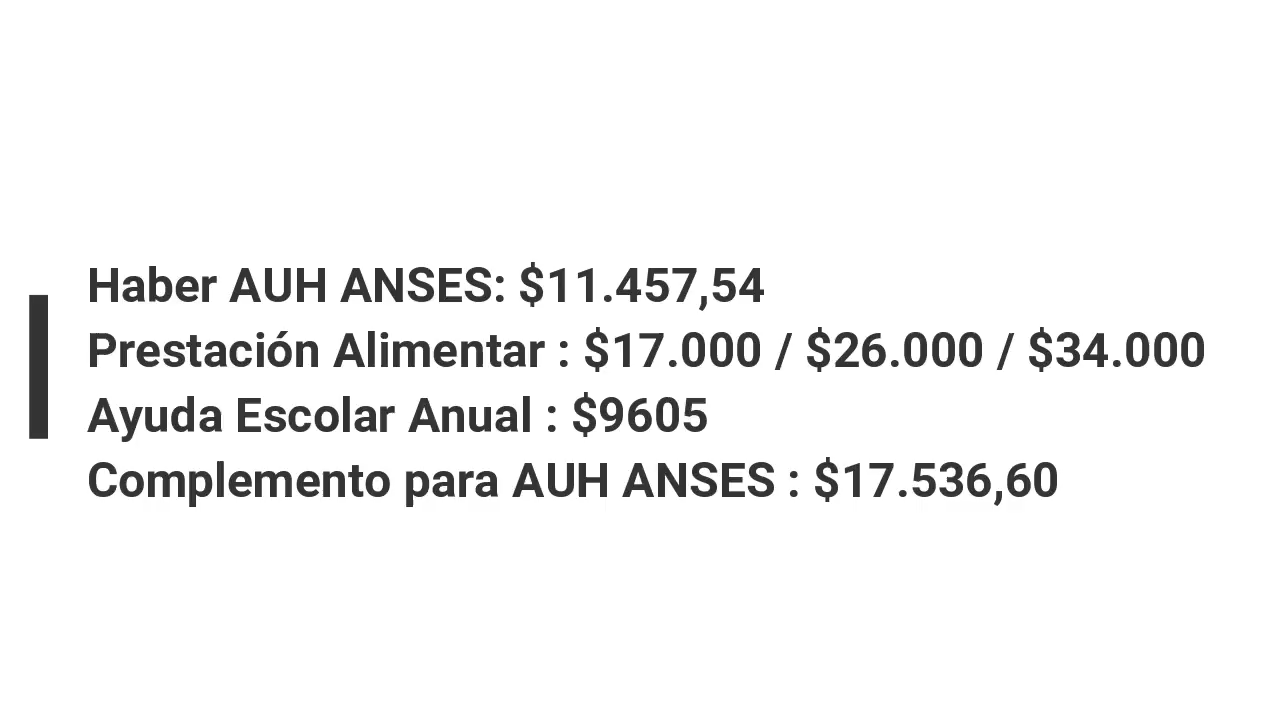 Haber AUH ANSES: $11.457,54
Prestación Alimentar : $17.000 / $26.000 / $34.000
Ayuda Escolar Anual : $9605
Complemento para AUH ANSES : $17.536,60